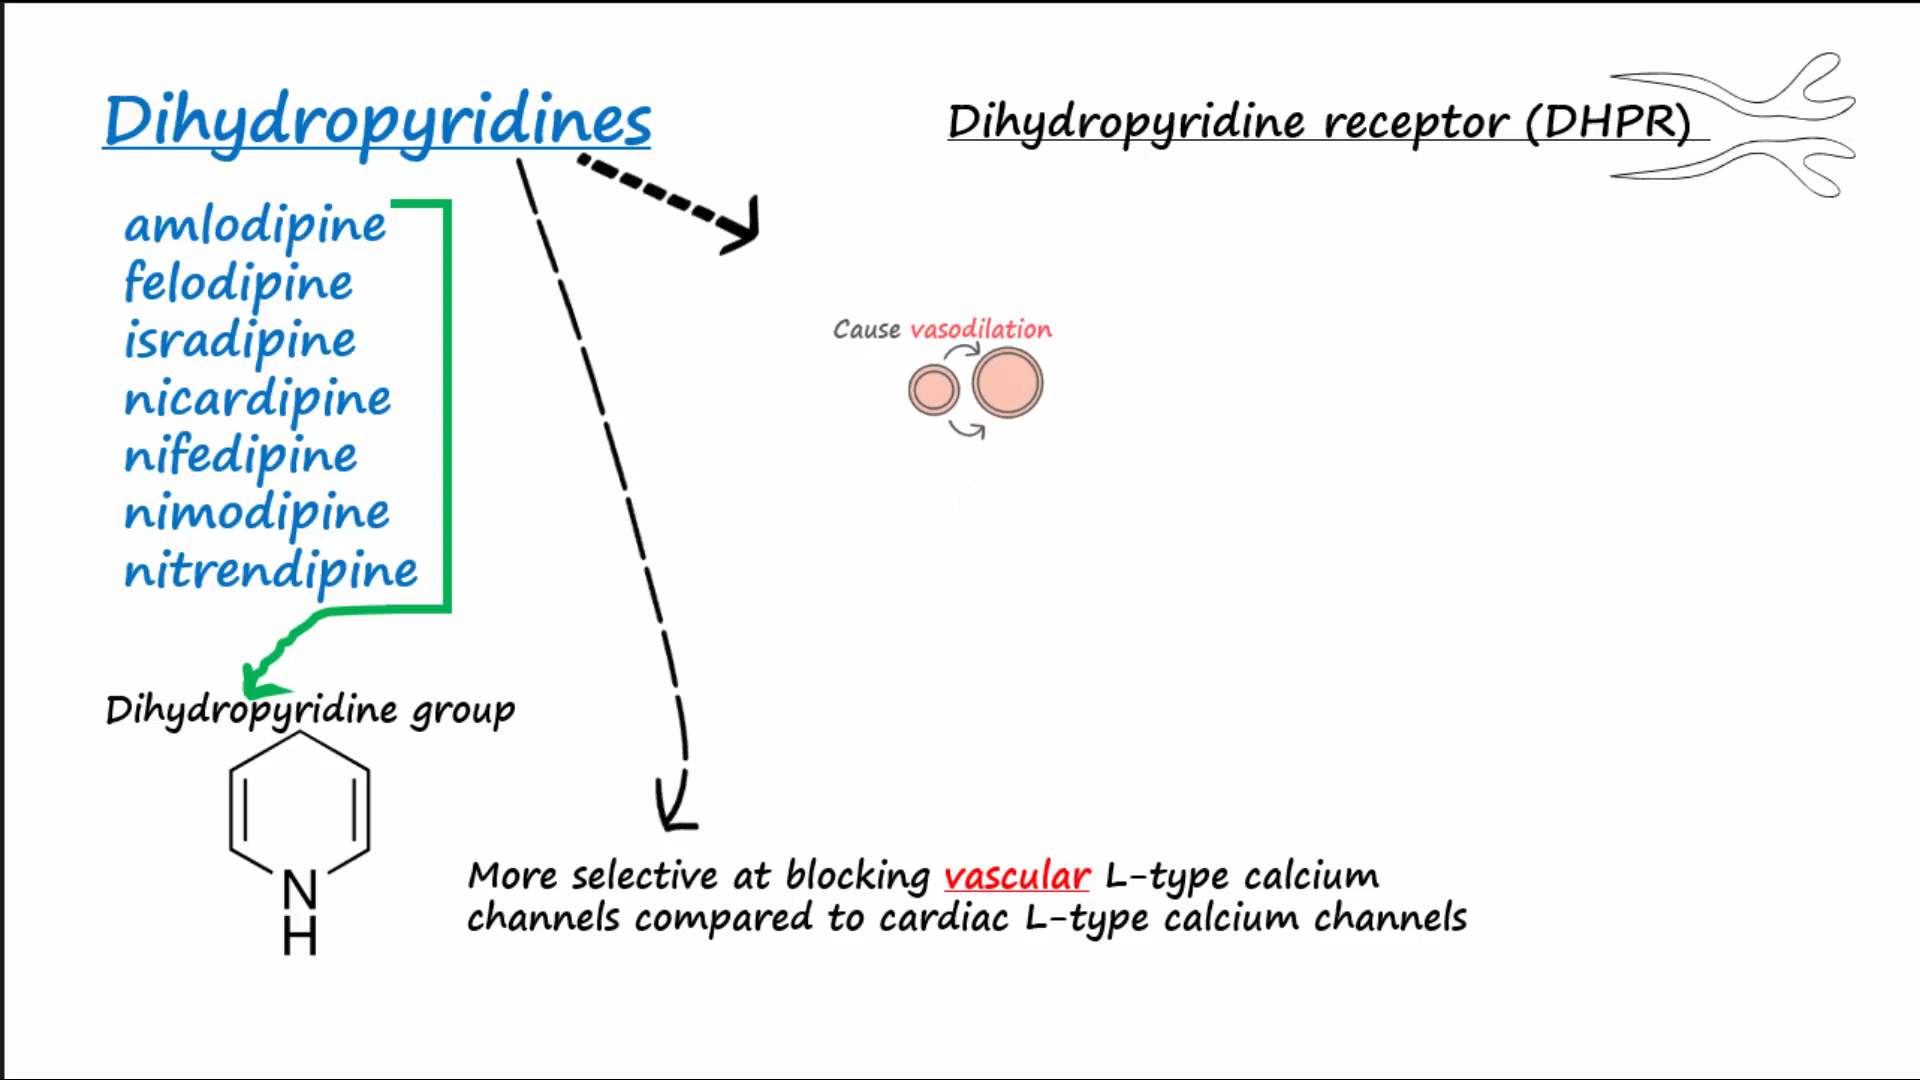 Dihydropyridines
Dihydropyridine receptor (DHPR)
amlodipine
felodipine
isradipine
nicardipine
nifedipine
nimodipine
nitrendipine
Cause vasodilation
Dihydropyridine group
N
H
More selective at blocking vascular L-type calcium
channels compared to cardiac L-type calcium channels